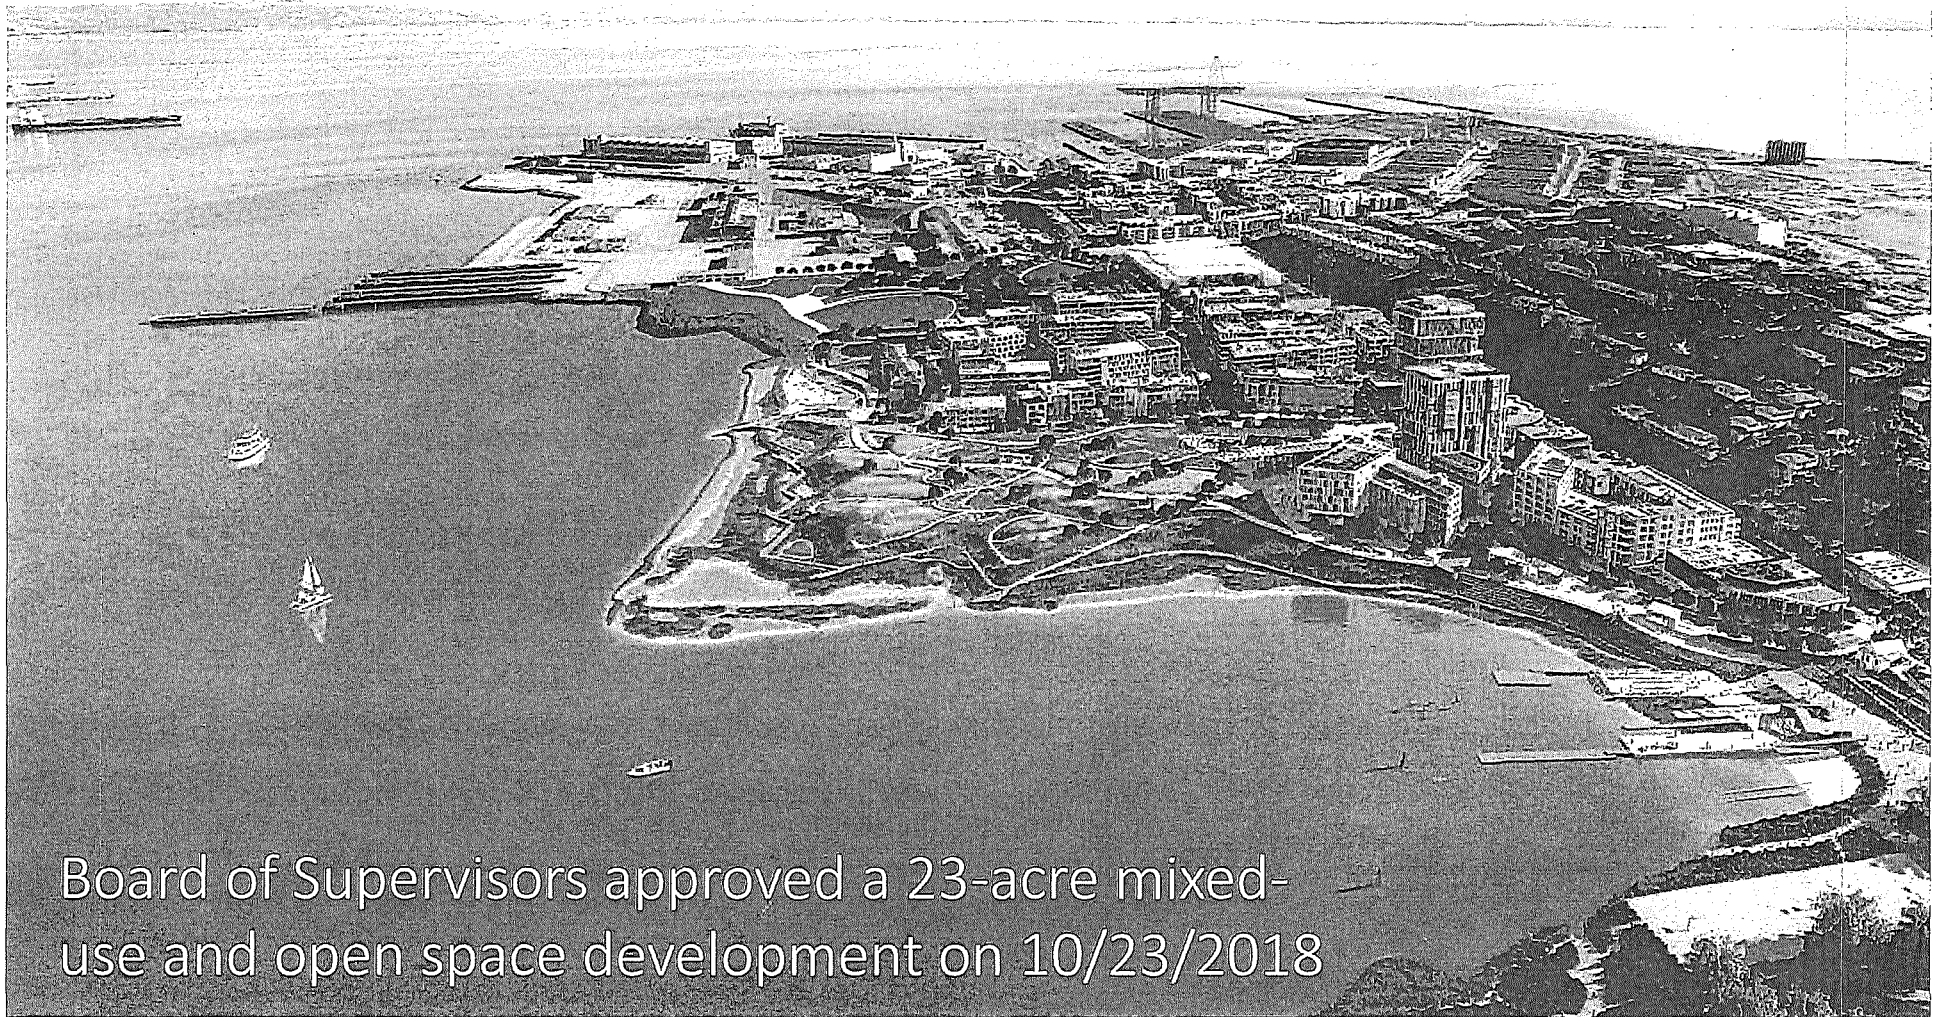 Board of Supervisors approved a 23-acre mixed-
use and open space development on 10/23/2018